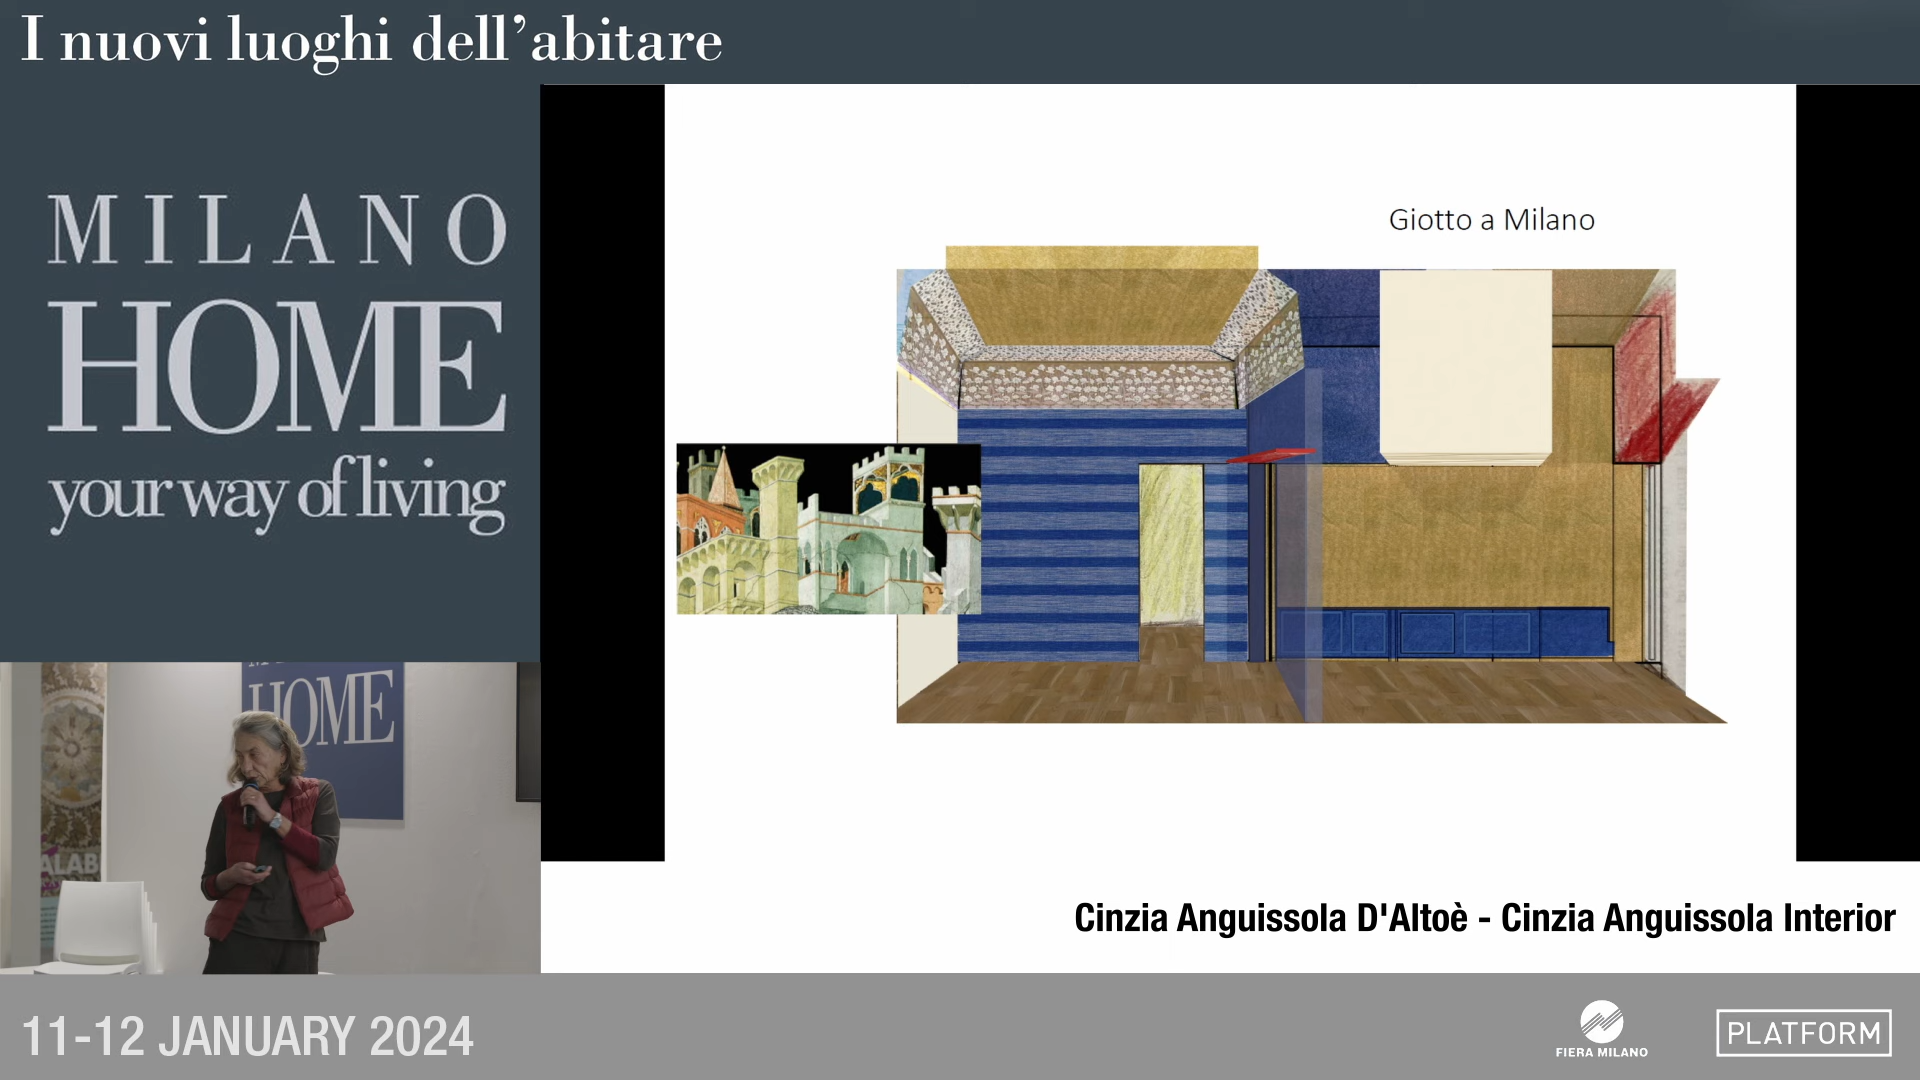 I nuovi luoghi dell'abitare
MILANO
HOME
your way of living
Giotto a Milano
HOME
ALAB
Cinzia Anguissola D'Altoè - Cinzia Anguissola Interior
11-12 JANUARY 2024
FIERA MILANO
PLATFORM